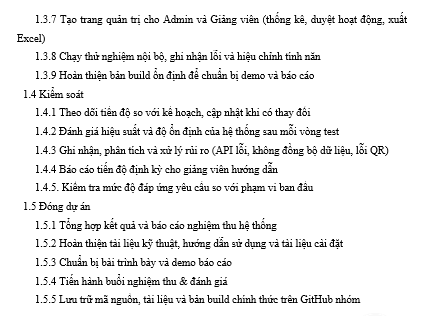 1.3.7 Tạo trang quản trị cho Admin và Giảng viên (thống kê, duyệt hoạt động, xuất
Excel)
1.3.8 Chạy thử nghiệm nội bộ, ghi nhận lỗi và hiệu chỉnh tính năn
1.3.9 Hoàn thiện bản build ổn định để chuẩn bị demo và báo cáo
1.4 Kiểm soát
1.4.1 Theo dõi tiến độ so với kế hoạch, cập nhật khi có thay đổi
1.4.2 Đánh giá hiệu suất và độ ổn định của hệ thống sau mỗi vòng test
1.4.3 Ghi nhận, phân tích và xử lý rủi ro (API lỗi, không đồng bộ dữ liệu, lỗi QR)
1.4.4 Báo cáo tiến độ định kỳ cho giảng viên hướng dẫn
1.4.5. Kiểm tra mức độ đáp ứng yêu cầu so với phạm vi ban đầu
1.5 Đóng dự án
1.5.1 Tổng hợp kết quả và báo cáo nghiệm thu hệ thống
1.5.2 Hoàn thiện tài liệu kỹ thuật, hướng dẫn sử dụng và tài liệu cài đặt
1.5.3 Chuẩn bị bài trình bày và demo báo cáo
1.5.4 Tiến hành buổi nghiệm thu & đánh giá
1.5.5 Lưu trữ mã nguồn, tài liệu và bản build chính thức trên GitHub nhóm